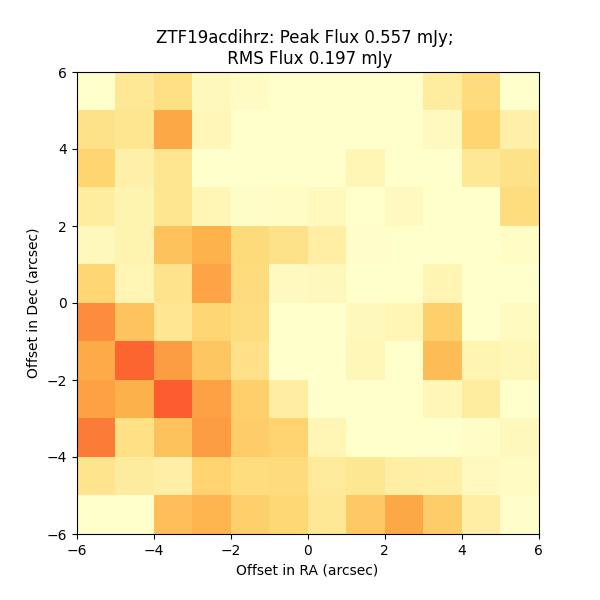 ZTF19acdihrz: Peak Flux 0.557 mJy;
RMS Flux 0.197 mJy
6
4
2
0
−2
−4
−6
Offset in Dec (arcsec)
−6 −4 −2 0 2 4 6
Offset in RA (arcsec)